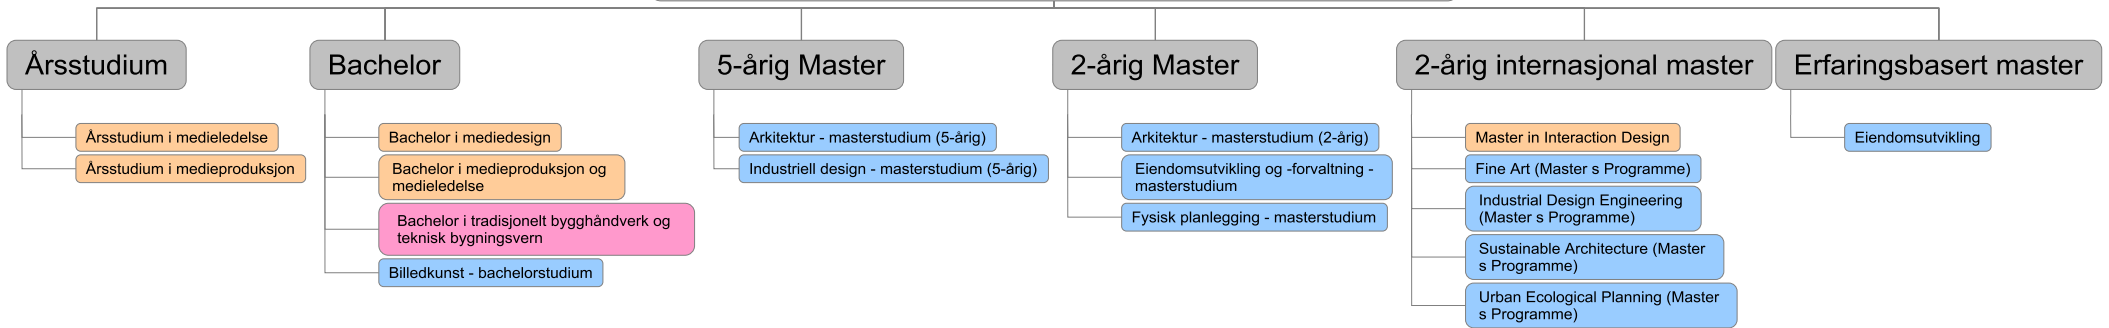 Årsstudium
Årsstudium i medieledelse
Årsstudium i medieproduksjon
Bachelor
Bachelor i mediedesign
Bachelor i medieproduksjon og
medieledelse
Bachelor i tradisjonelt bygghåndverk og
teknisk bygningsvern
Billedkunst - bachelorstudium
5-årig Master
Arkitektur - masterstudium (5-årig)
Industriell design - masterstudium (5-årig)
2-årig Master
Arkitektur - masterstudium (2-årig)
Eiendomsutvikling og -forvaltning -
masterstudium
Fysisk planlegging - masterstudium
2-årig internasjonal master
Master in Interaction Design
Fine Art (Master s Programme)
Industrial Design Engineering
(Master s Programme)
Sustainable Architecture (Master
s Programme)
Urban Ecological Planning (Master
s Programme)
Erfaringsbasert master
Eiendomsutvikling